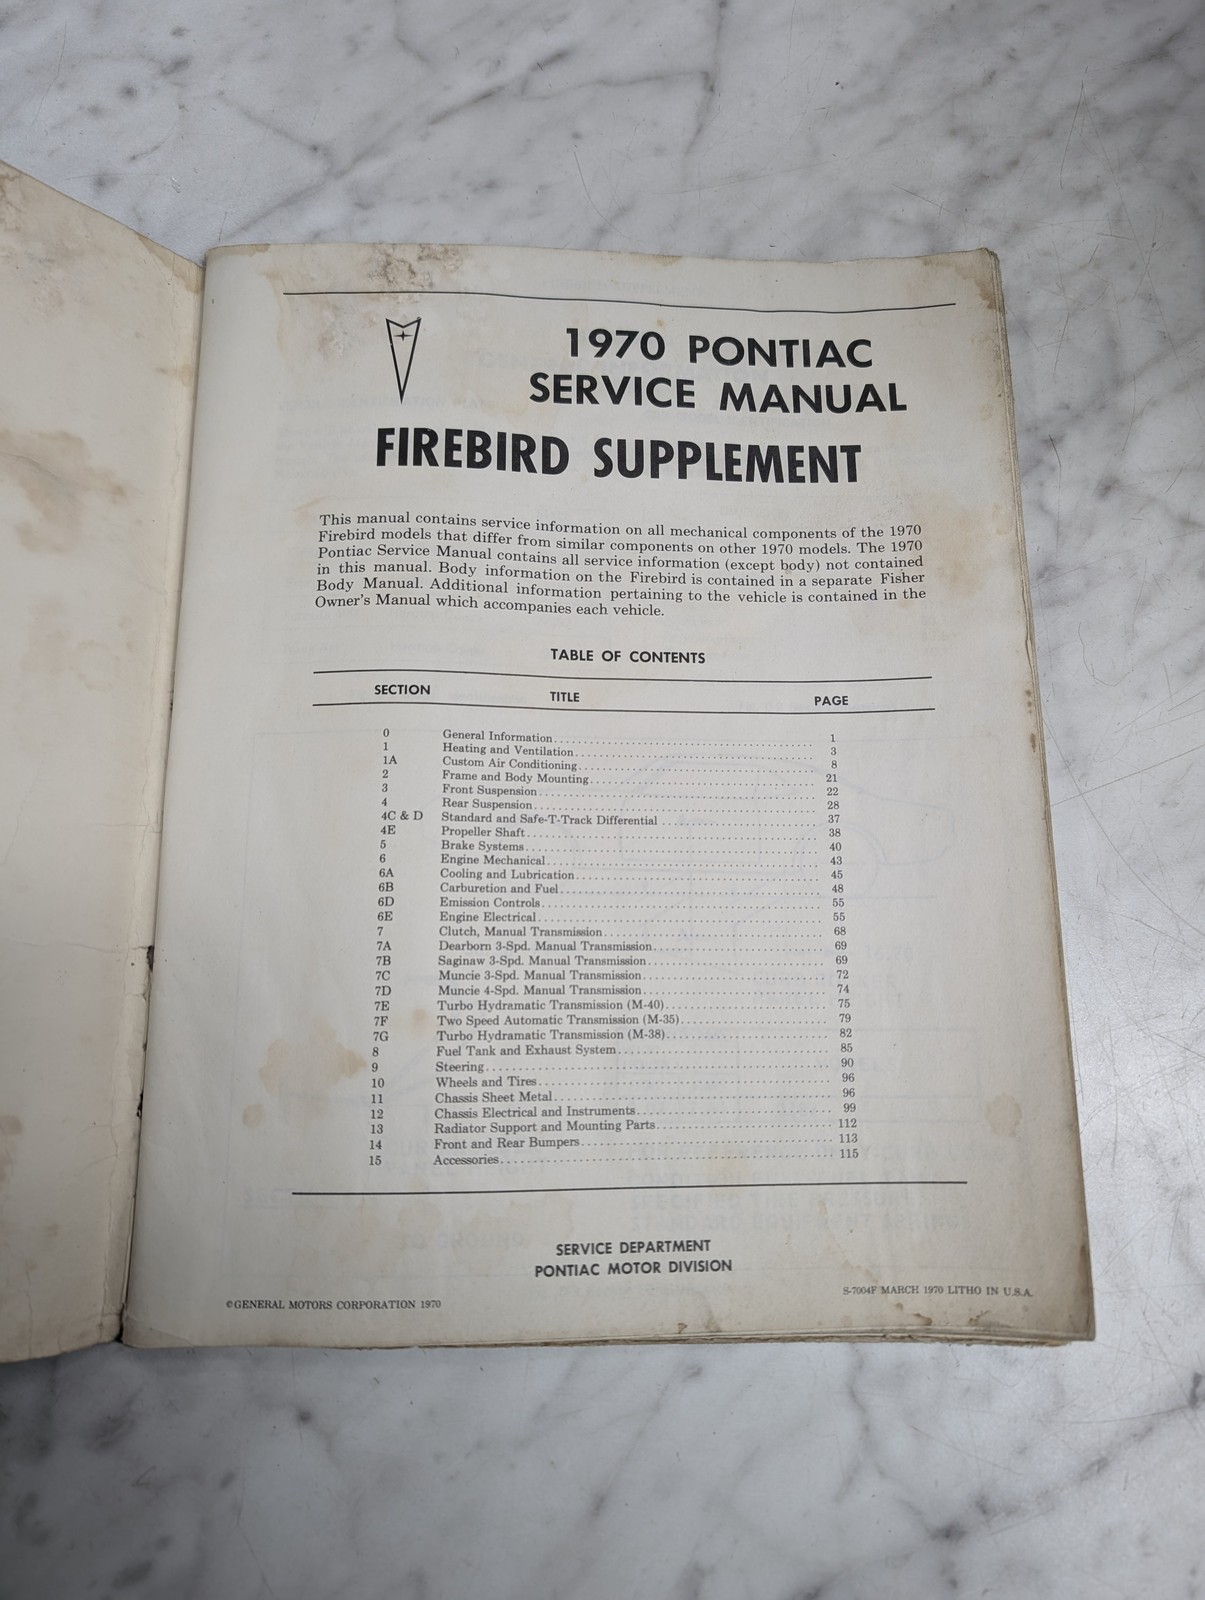 1970 PONTIAC
SERVICE MANUAL
FIREBIRD SUPPLEMENT
This manual contains service information on all mechanical components of the 1970
Firebird models that differ from similar components on other 1970 models. The 1970
Pontiac Service Manual contains all service information (except body) not contained
in this manual. Body information on the Firebird is contained in a separate Fisher
Body Manual. Additional information pertaining to the vehicle is contained in the
Owner's Manual which accompanies each vehicle.
TABLE OF CONTENTS
SECTION TITLE PAGE
0 General Information 1
1 Heating and Ventilation 3
1A Custom Air Conditioning 8
2 Frame and Body Mounting 21
3 Front Suspension 22
4 Rear Suspension 28
4C & D Standard and Safe-T-Track Differential 37
4E Propeller Shaft 38
5 Brake Systems 40
6 Engine Mechanical 43
6A Cooling and Lubrication 45
6B Carburetion and Fuel 48
6D Emission Controls 55
6E Engine Electrical 55
7 Clutch, Manual Transmission 68
7A Dearborn 3-Spd. Manual Transmission 69
7B Saginaw 3-Spd. Manual Transmission 69
7C Muncie 3-Spd. Manual Transmission 72
7D Muncie 4-Spd. Manual Transmission 74
7E Turbo Hydramatic Transmission (M-40) 75
7F Two Speed Automatic Transmission (M-35) 79
7G Turbo Hydramatic Transmission (M-38) 82
8 Fuel Tank and Exhaust System 85
9 Steering 90
10 Wheels and Tires 96
11 Chassis Sheet Metal 96
12 Chassis Electrical and Instruments 99
13 Radiator Support and Mounting Parts 112
14 Front and Rear Bumpers 113
15 Accessories 115
SERVICE DEPARTMENT
PONTIAC MOTOR DIVISION
©GENERAL MOTORS CORPORATION 1970
S-7004F MARCH 1970 LITHO IN U.S.A.